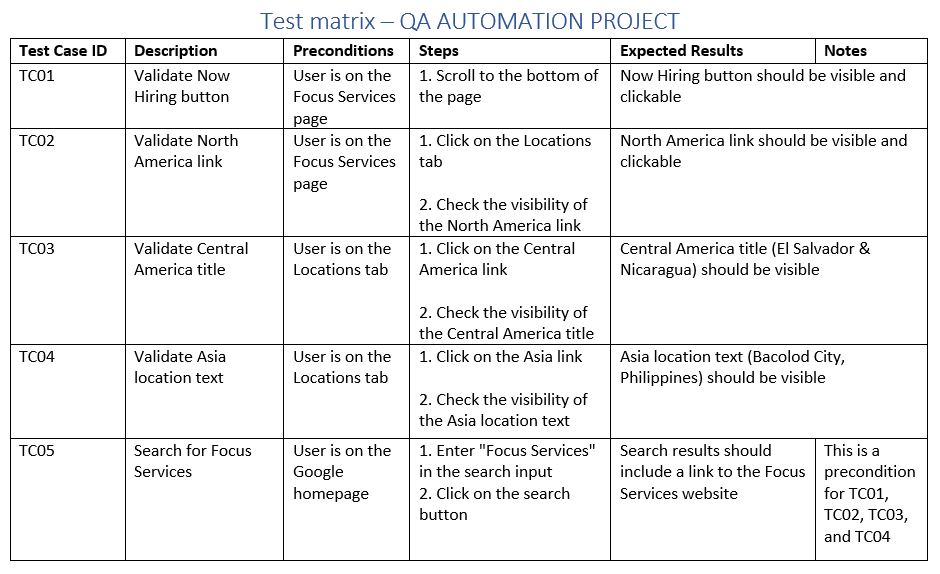 Test matrix – QA AUTOMATION PROJECT
Test Case ID Description Preconditions Steps Expected Results Notes
TC01
Validate Now
Hiring button
User is on the
Focus Services
page
1. Scroll to the bottom of
the page
Now Hiring button should be visible and
clickable
TC02
Validate North
America link
User is on the
Focus Services
page
1. Click on the Locations
tab
2. Check the visibility of
the North America link
North America link should be visible and
clickable
TC03
Validate Central
America title
User is on the
Locations tab
1. Click on the Central
America link
2. Check the visibility of
the Central America title
Central America title (El Salvador &
Nicaragua) should be visible
TC04
Validate Asia
location text
User is on the
Locations tab
1. Click on the Asia link
2. Check the visibility of
the Asia location text
Asia location text (Bacolod City,
Philippines) should be visible
TC05
Search for Focus
Services
User is on the
Google
homepage
1. Enter "Focus Services"
in the search input
2. Click on the search
button
Search results should
include a link to the Focus
Services website
This is a
precondition
for TC01,
TC02, TC03,
and TC04